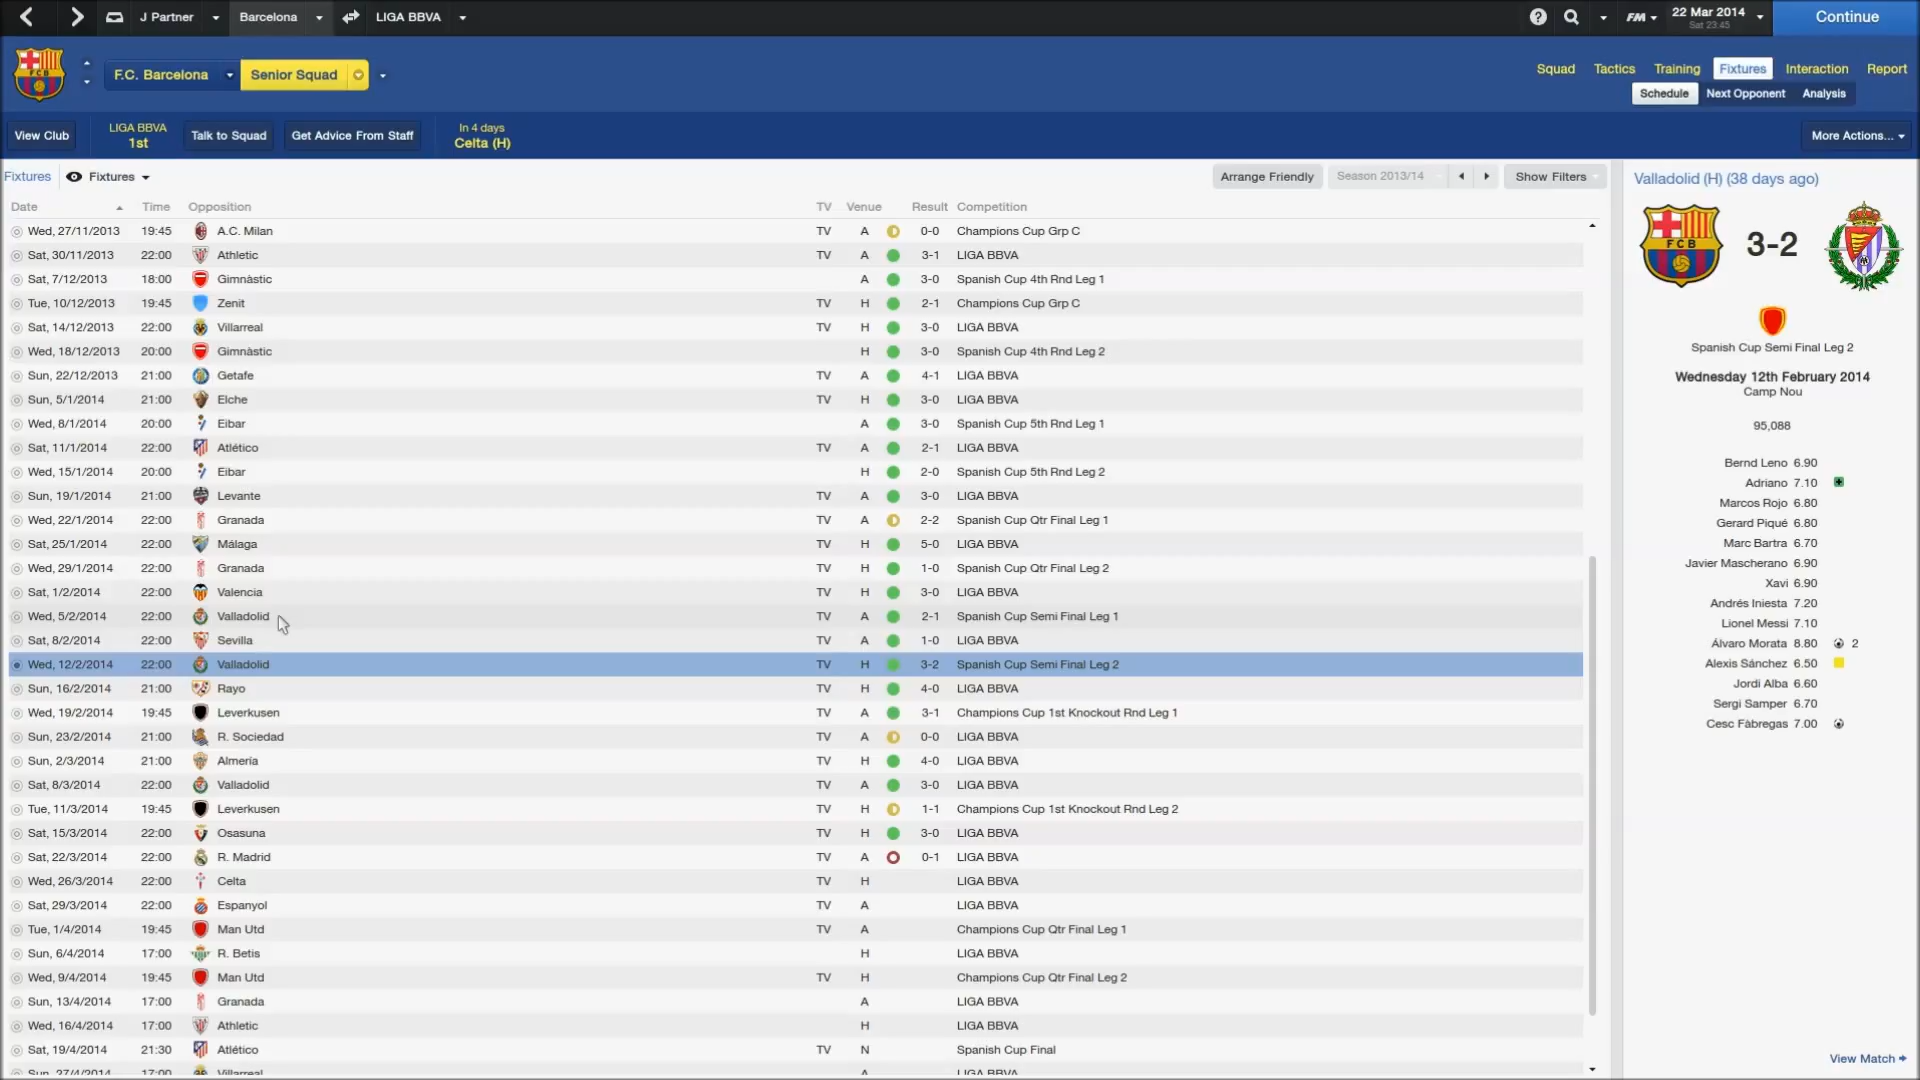 J Partner Barcelona LIGA BBVA FM 22 Mar 2014 Continue
Sat 23:45
F.C. Barcelona Senior Squad Squad Tactics Training Fixtures Interaction Report
Schedule Next Opponent Analysis
View Club LIGA BBVA 1st Talk to Squad Get Advice From Staff In 4 days Celta (H) More Actions...
Fixtures Fixtures Arrange Friendly Season 2013/14 Show Filters
Date Time Opposition TV Venue Result Competition
Wed, 27/11/2013 19:45 A.C. Milan TV A 0-0 Champions Cup Grp C
Sat, 30/11/2013 22:00 Athletic TV A 3-1 LIGA BBVA
Sat, 7/12/2013 18:00 Gimnàstic A 3-0 Spanish Cup 4th Rnd Leg 1
Tue, 10/12/2013 19:45 Zenit TV H 2-1 Champions Cup Grp C
Sat, 14/12/2013 22:00 Villarreal TV H 3-0 LIGA BBVA
Wed, 18/12/2013 20:00 Gimnàstic H 3-0 Spanish Cup 4th Rnd Leg 2
Sun, 22/12/2013 21:00 Getafe TV A 4-1 LIGA BBVA
Sun, 5/1/2014 21:00 Elche TV H 3-0 LIGA BBVA
Wed, 8/1/2014 20:00 Eibar A 3-0 Spanish Cup 5th Rnd Leg 1
Sat, 11/1/2014 22:00 Atlético TV A 2-1 LIGA BBVA
Wed, 15/1/2014 20:00 Eibar H 2-0 Spanish Cup 5th Rnd Leg 2
Sun, 19/1/2014 21:00 Levante TV A 3-0 LIGA BBVA
Wed, 22/1/2014 22:00 Granada TV A 2-2 Spanish Cup Qtr Final Leg 1
Sat, 25/1/2014 22:00 Málaga TV H 5-0 LIGA BBVA
Wed, 29/1/2014 22:00 Granada TV H 1-0 Spanish Cup Qtr Final Leg 2
Sat, 1/2/2014 22:00 Valencia TV H 3-0 LIGA BBVA
Wed, 5/2/2014 22:00 Valladolid TV A 2-1 Spanish Cup Semi Final Leg 1
Sat, 8/2/2014 22:00 Sevilla TV A 1-0 LIGA BBVA
Wed, 12/2/2014 22:00 Valladolid TV H 3-2 Spanish Cup Semi Final Leg 2
Sun, 16/2/2014 21:00 Rayo TV H 4-0 LIGA BBVA
Wed, 19/2/2014 19:45 Leverkusen TV A 3-1 Champions Cup 1st Knockout Rnd Leg 1
Sun, 23/2/2014 21:00 R. Sociedad TV A 0-0 LIGA BBVA
Sun, 2/3/2014 21:00 Almería TV H 4-0 LIGA BBVA
Sat, 8/3/2014 22:00 Valladolid TV A 3-0 LIGA BBVA
Tue, 11/3/2014 19:45 Leverkusen TV H 1-1 Champions Cup 1st Knockout Rnd Leg 2
Sat, 15/3/2014 22:00 Osasuna TV H 3-0 LIGA BBVA
Sat, 22/3/2014 22:00 R. Madrid TV A 0-1 LIGA BBVA
Wed, 26/3/2014 22:00 Celta TV H LIGA BBVA
Sat, 29/3/2014 22:00 Espanyol TV A LIGA BBVA
Tue, 1/4/2014 19:45 Man Utd TV A Champions Cup Qtr Final Leg 1
Sun, 6/4/2014 17:00 R. Betis H LIGA BBVA
Wed, 9/4/2014 19:45 Man Utd TV H Champions Cup Qtr Final Leg 2
Sun, 13/4/2014 17:00 Granada A LIGA BBVA
Wed, 16/4/2014 17:00 Athletic H LIGA BBVA
Sat, 19/4/2014 21:30 Atlético TV N Spanish Cup Final
Sun, 27/4/2014 17:00 Villarreal A LIGA BBVA
Valladolid (H) (38 days ago)
FCB 3-2
Spanish Cup Semi Final Leg 2
Wednesday 12th February 2014
Camp Nou
95,088
Bernd Leno 6.90
Adriano 7.10
Marcos Rojo 6.80
Gerard Piqué 6.80
Marc Bartra 6.70
Javier Mascherano 6.90
Xavi 6.90
Andrés Iniesta 7.20
Lionel Messi 7.10
Álvaro Morata 8.80 2
Alexis Sánchez 6.50
Jordi Alba 6.60
Sergi Samper 6.70
Cesc Fàbregas 7.00
View Match